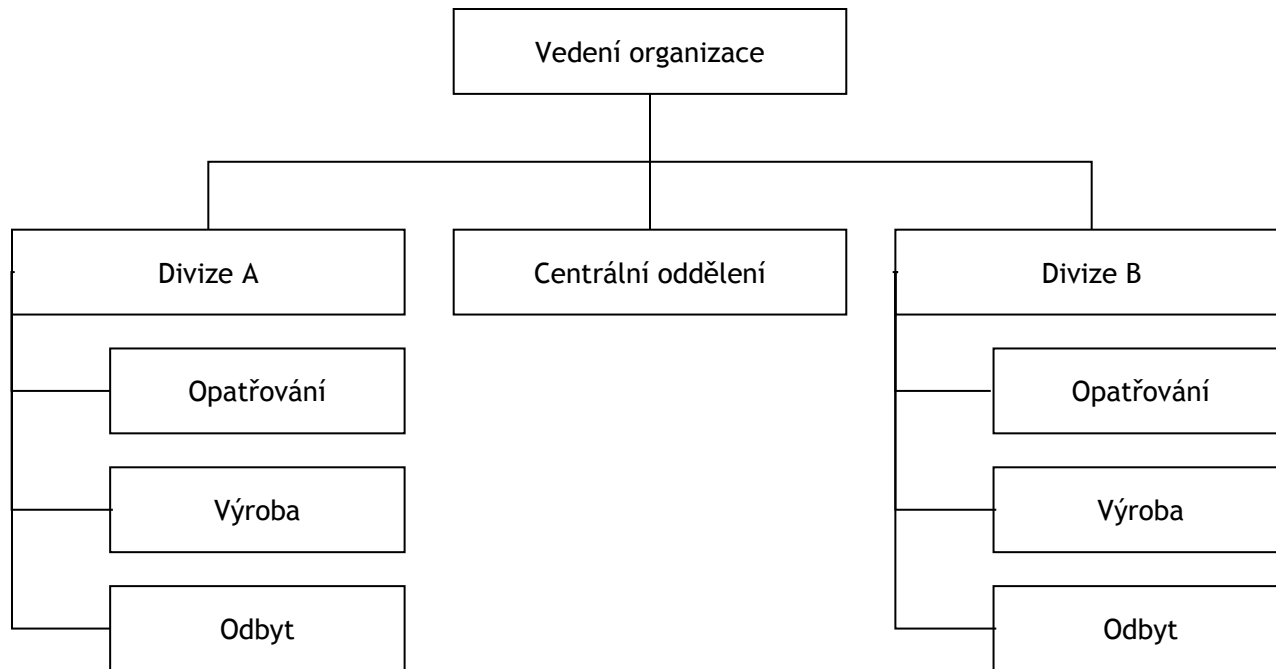 Vedení organizace
Divize A
Centrální oddělení
Divize B
Opatřování
Opatřování
Výroba
Výroba
Odbyt
Odbyt